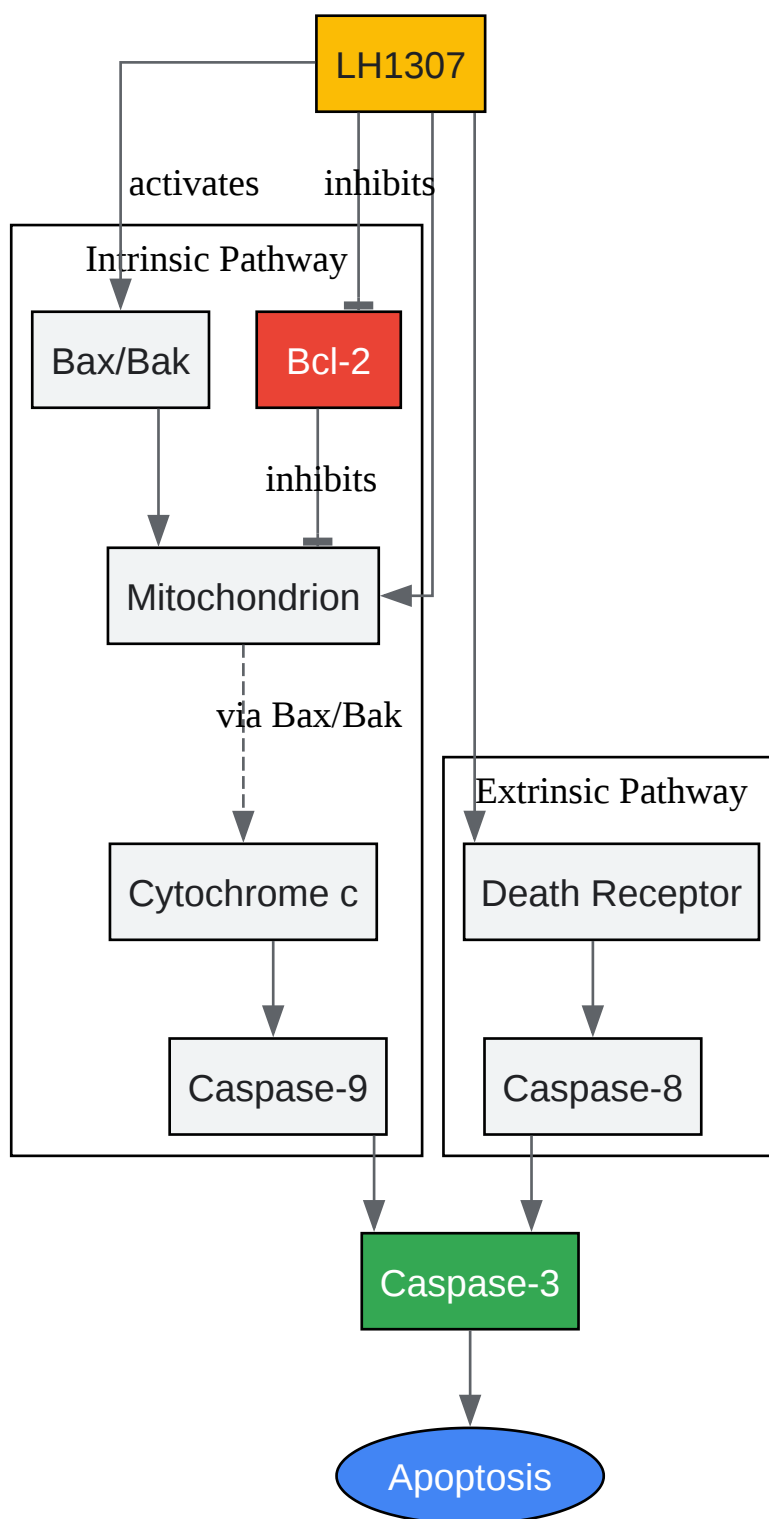 LH1307
activates
inhibits
Intrinsic Pathway
Bax/Bak
Bcl-2
inhibits
Mitochondrion
via Bax/Bak
Extrinsic Pathway
Cytochrome c
Death Receptor
Caspase-9
Caspase-8
Caspase-3
Apoptosis